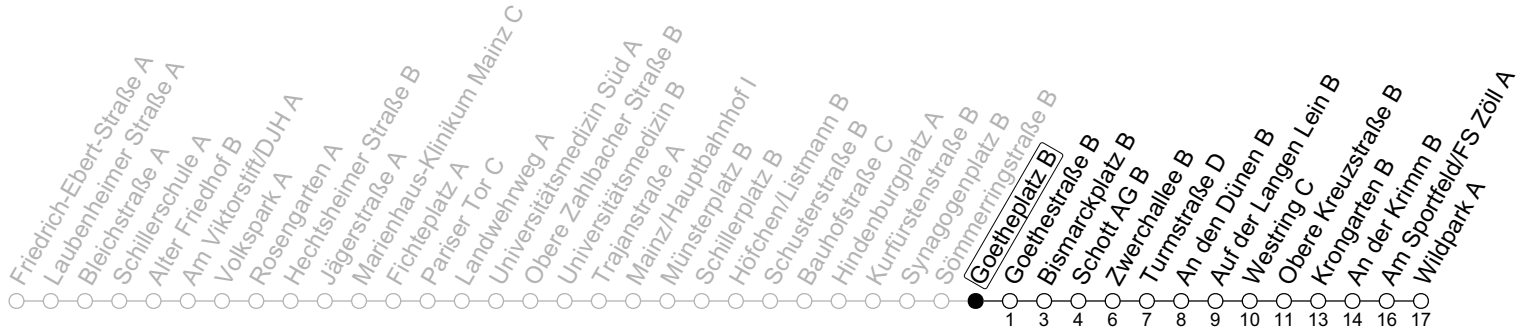 Friedrich-Ebert-Straße A
Laubenheimer Straße A
Bleichstraße A
Schillerschule A
Alter Friedhof B
Am Viktorstift/DJH A
Volkspark A
Rosengarten A
Hechtsheimer Straße B
Jägerstraße A
Marienhaus-Klinikum Mainz C
Fichteplatz A
Pariser Tor C
Landwehrweg A
Universitätsmedizin Süd A
Obere Zahlbacher Straße B
Universitätsmedizin B
Trajanstraße A
Mainz/Hauptbahnhof I
Münsterplatz B
Schillerplatz B
Höfchen/Listmann B
Schusterstraße B
Bauhofstraße C
Hindenburgplatz A
Kurfürstenstraße B
Synagogenplatz B
Sömmerringstraße B
Goetheplatz B
Goethestraße B
Bismarckplatz B
Schott AG B
Zwerchallee B
Turmstraße D
An den Dünen B
Auf der Langen Lein B
Westring C
Obere Kreuzstraße B
Krongarten B
An der Krimm B
Am Sportfeld/FS Zöll A
Wildpark A
1 3 4 6 7 8 9 10 11 13 14 16 17